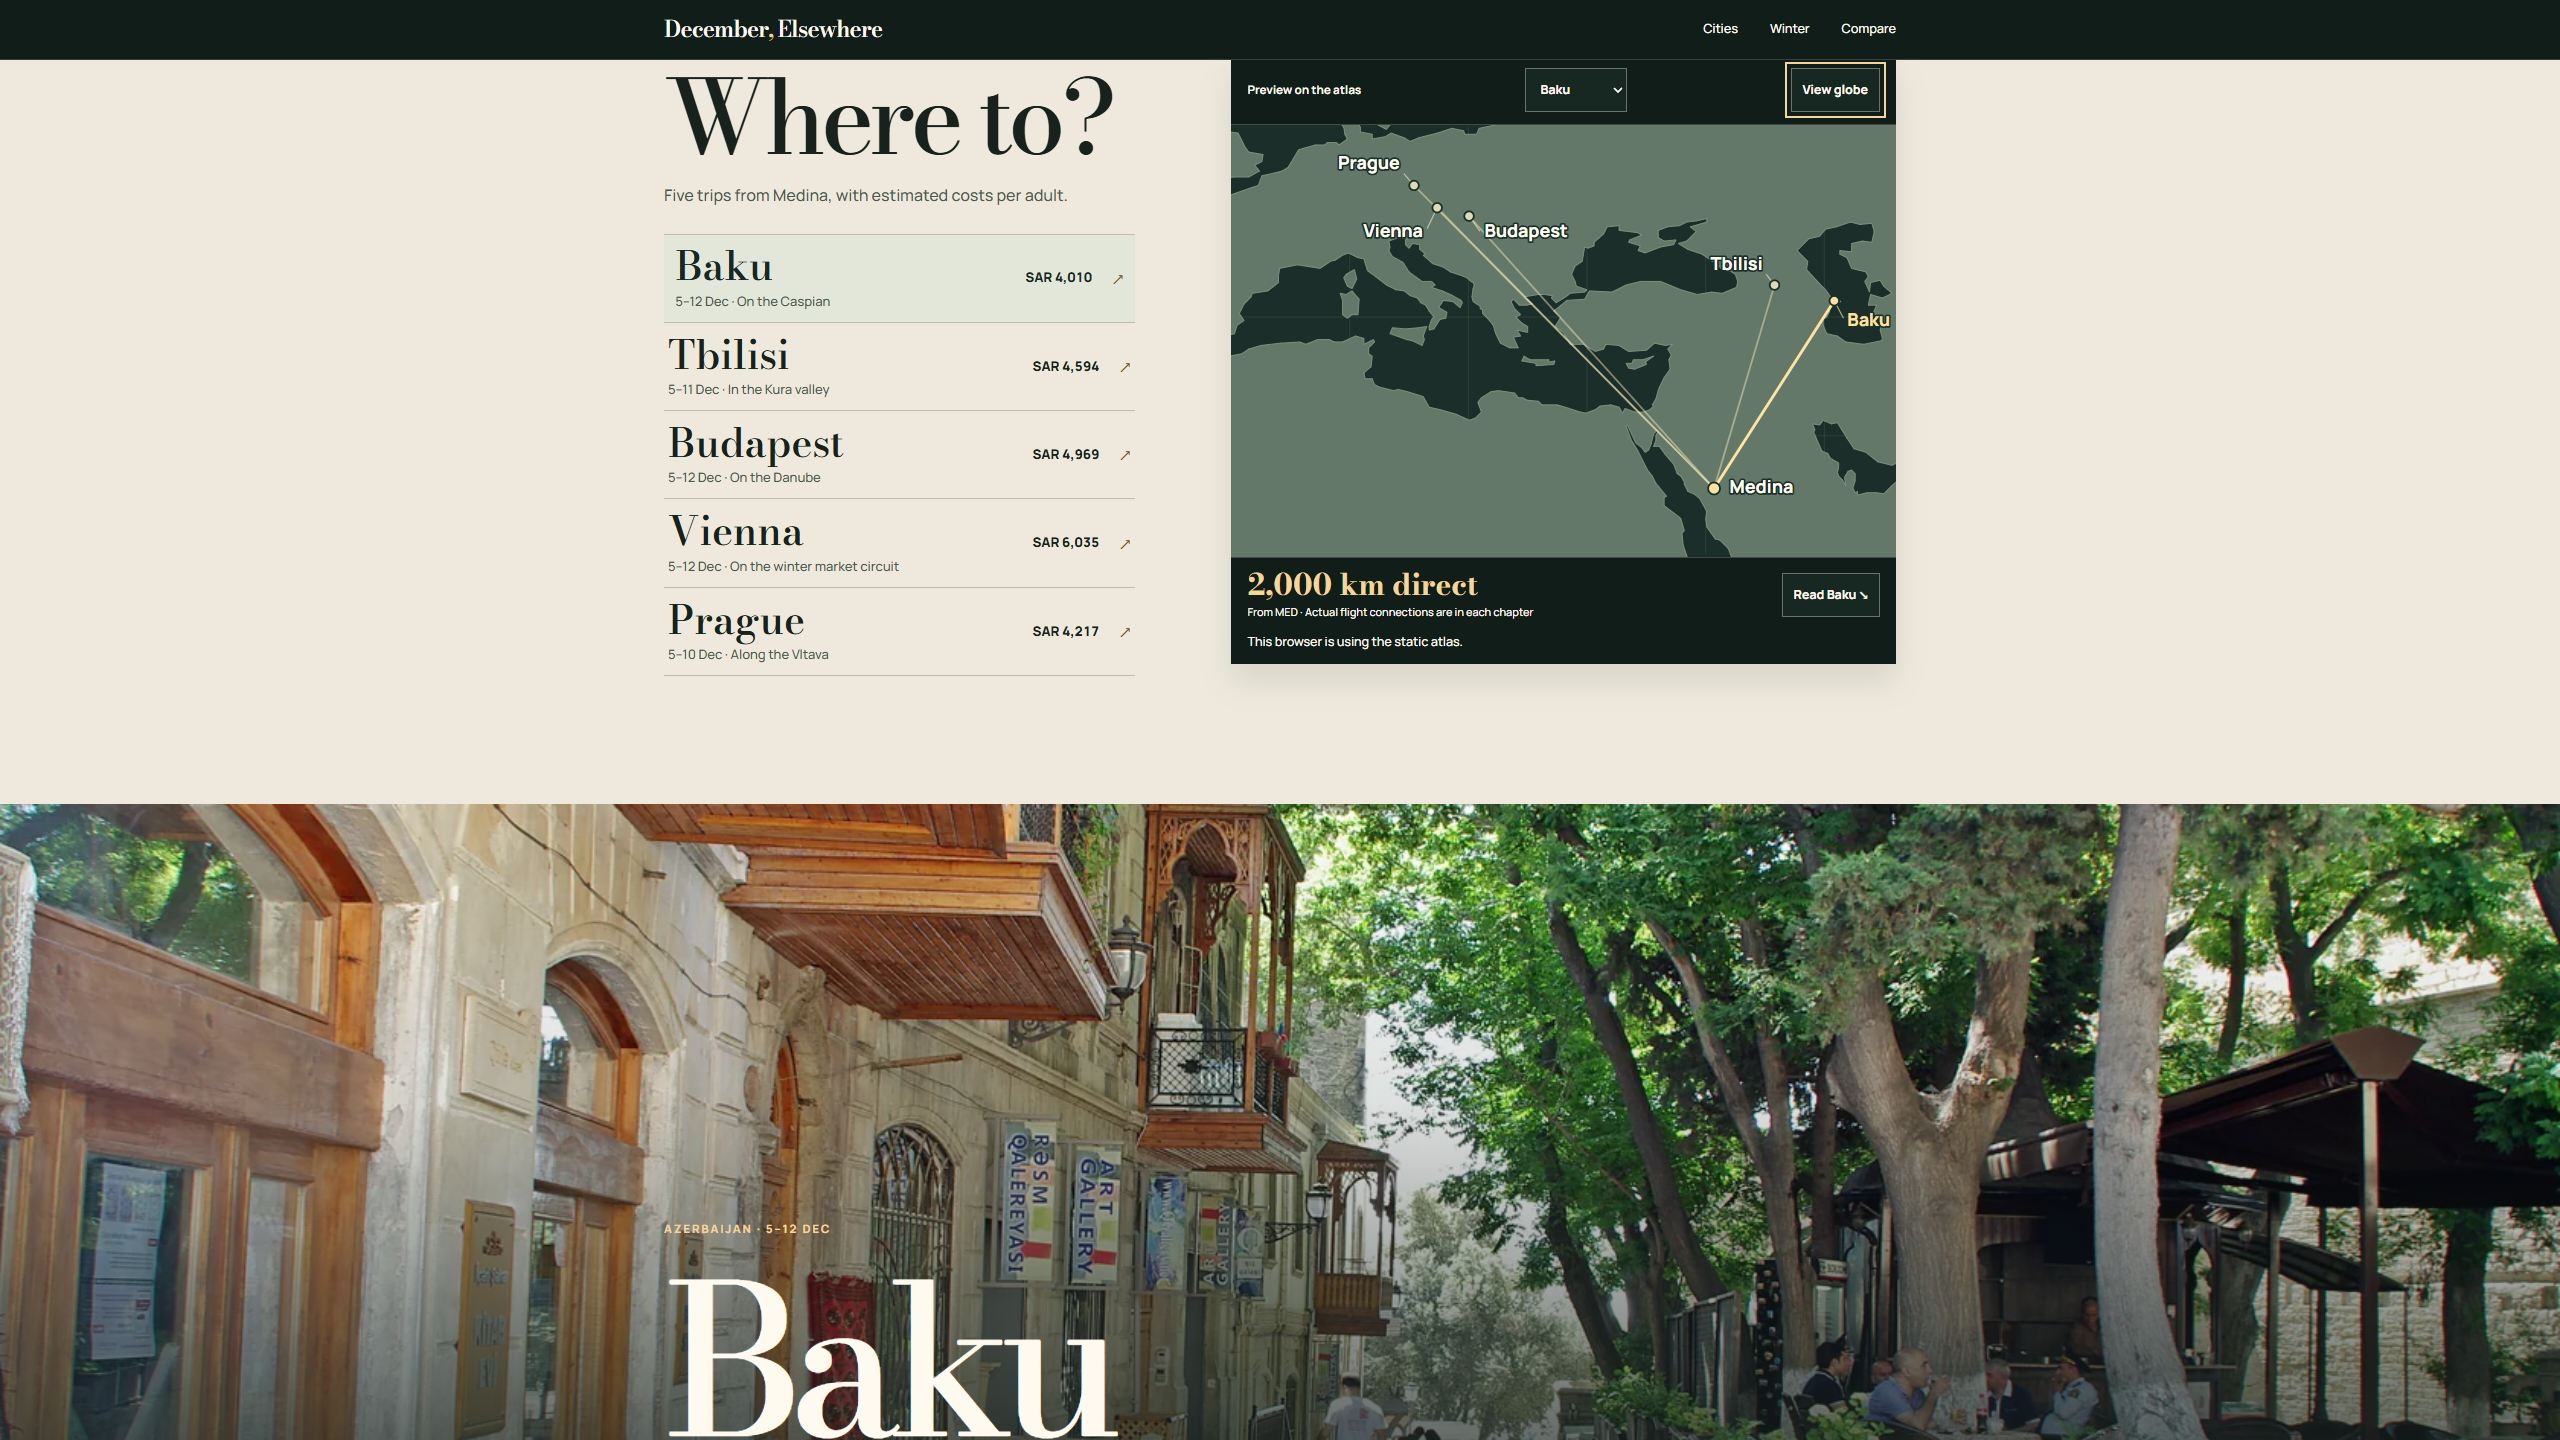 December, Elsewhere
Cities
Winter
Compare
Where to?
Five trips from Medina, with estimated costs per adult.
Baku
SAR 4,010 ↗
5–12 Dec · On the Caspian
Tbilisi
SAR 4,594 ↗
5–11 Dec · In the Kura valley
Budapest
SAR 4,969 ↗
5–12 Dec · On the Danube
Vienna
SAR 6,035 ↗
5–12 Dec · On the winter market circuit
Prague
SAR 4,217 ↗
5–10 Dec · Along the Vltava
Preview on the atlas
Baku
View globe
Prague
Vienna
Budapest
Tbilisi
Baku
Medina
2,000 km direct
From MED · Actual flight connections are in each chapter
Read Baku ↘
This browser is using the static atlas.
RƏSM
QALEREYASI
ART
GALLERY
ART
GALLERY
AZERBAIJAN · 5–12 DEC
Baku